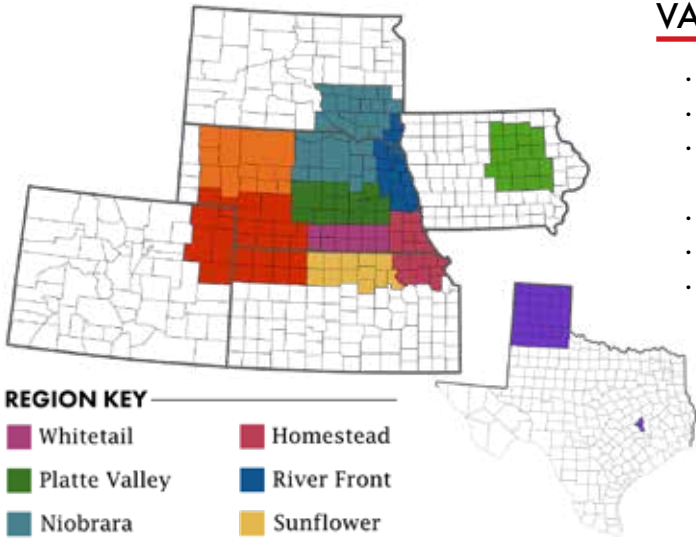 VA
REGION KEY
Whitetail
Homestead
Platte Valley
River Front
Niobrara
Sunflower